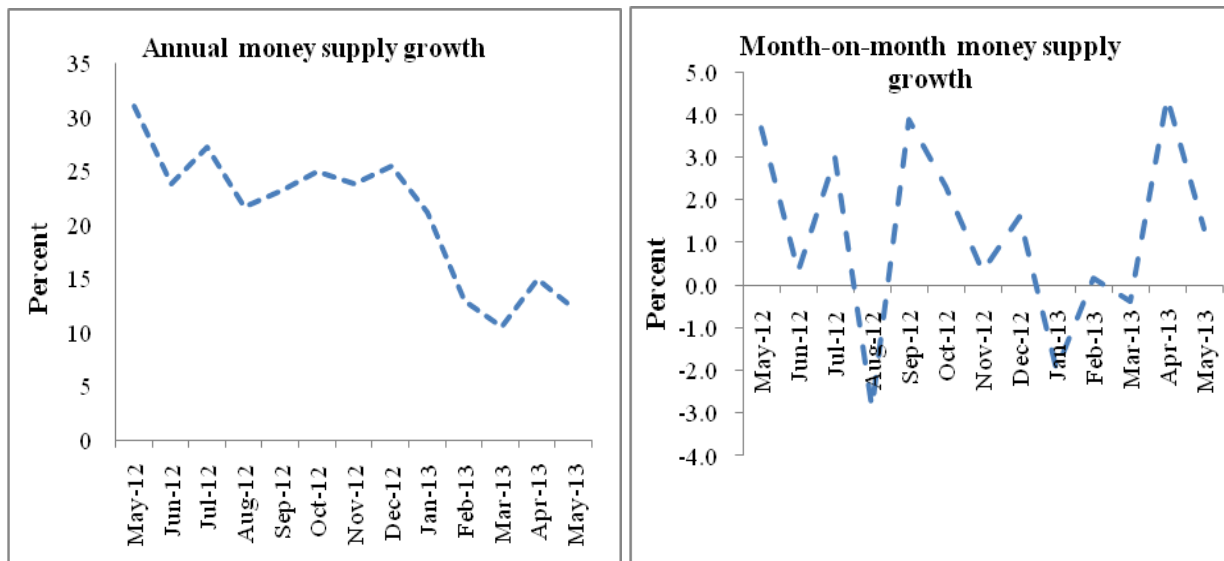 Annual money supply growth
35
30
25
20
15
10
5
0
Percent
May-12
Jun-12
Jul-12
Aug-12
Sep-12
Oct-12
Nov-12
Dec-12
Jan-13
Feb-13
Mar-13
Apr-13
May-13
Month-on-month money supply
growth
5.0
4.0
3.0
2.0
1.0
0.0
-1.0
-2.0
-3.0
-4.0
Percent
May-12
Jun-12
Jul-12
Aug-12
Sep-12
Oct-12
Nov-12
Dec-12
Jan-13
Feb-13
Mar-13
Apr-13
May-13